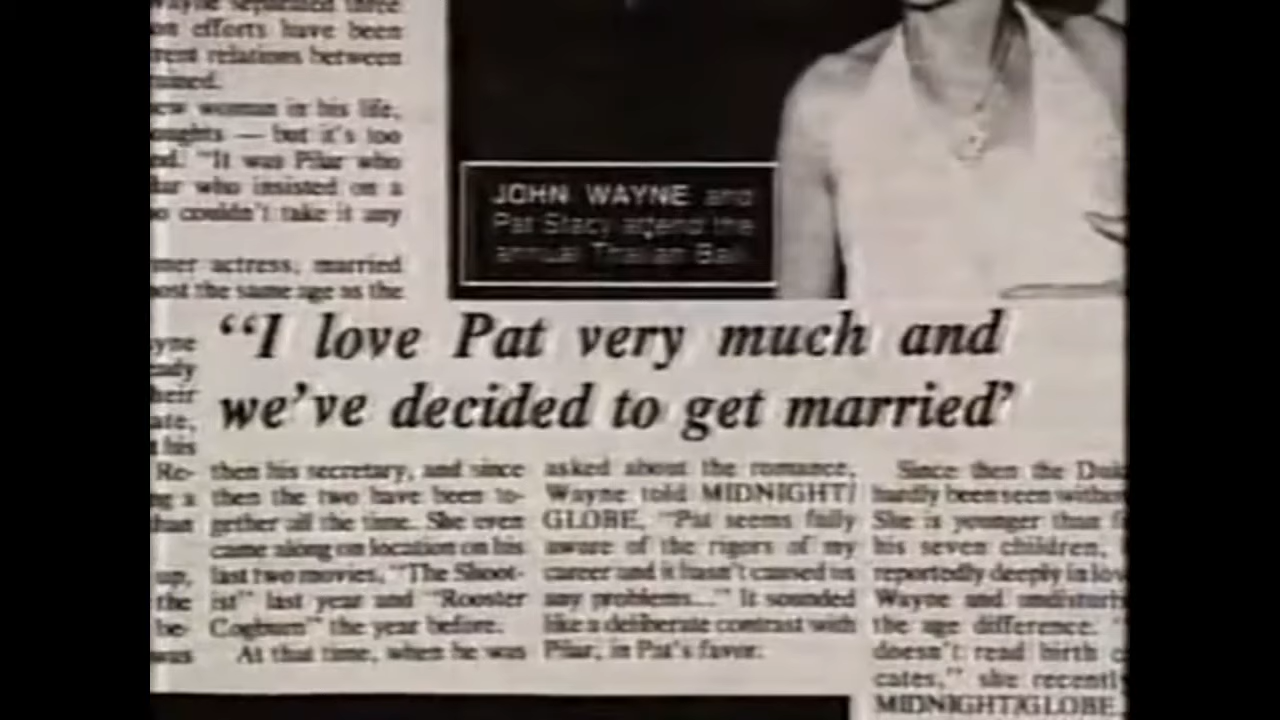 efforts have been
relations between
woman in his life,
— but it's too
"It was Pilar who
who insisted on a
couldn't take it any
actress, married
the same age as the
JOHN WAYNE and
Pat Stacy attend the
annual Thalian Ball.
"I love Pat very much and
we've decided to get married'
his
Re-
then his secretary, and since
then the two have been to-
gether all the time. She even
came along on location on his
last two movies, "The Shoot-
ist" last year and "Rooster
Cogburn" the year before.
At that time, when he was
up,
the
be-
was
asked about the romance,
Wayne told MIDNIGHT/
GLOBE, "Pat seems fully
aware of the rigors of my
career and it hasn't caused us
any problems..." It sounded
like a deliberate contrast with
Pilar, in Pat's favor.
Since then the
hardly been seen
She is younger than
his seven children,
reportedly deeply in
Wayne and
the age difference.
doesn't read birth
cates," she
MIDNIGHT/GLOBE.